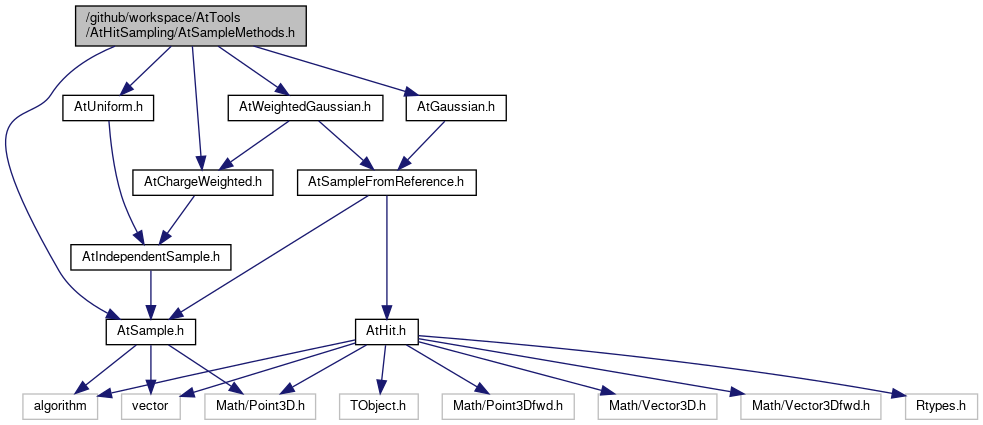 /github/workspace/AtTools
/AtHitSampling/AtSampleMethods.h
AtUniform.h
AtWeightedGaussian.h
AtGaussian.h
AtChargeWeighted.h
AtSampleFromReference.h
AtIndependentSample.h
AtSample.h
AtHit.h
algorithm
vector
Math/Point3D.h
TObject.h
Math/Point3Dfwd.h
Math/Vector3D.h
Math/Vector3Dfwd.h
Rtypes.h